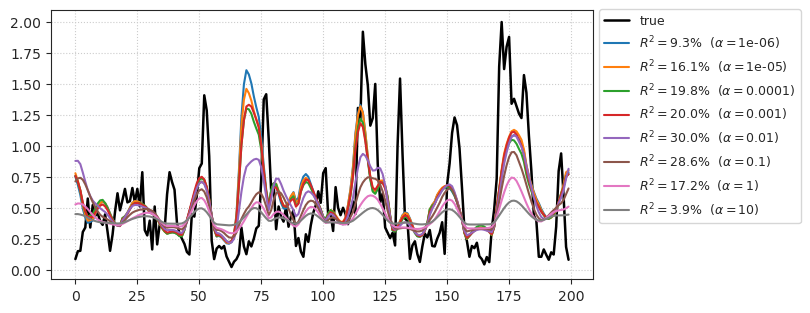 2.00
1.75
1.50
1.25
1.00
0.75
0.50
0.25
0.00
0 25 50 75 100 125 150 175 200
true
R² = 9.3% (α = 1e-06)
R² = 16.1% (α = 1e-05)
R² = 19.8% (α = 0.0001)
R² = 20.0% (α = 0.001)
R² = 30.0% (α = 0.01)
R² = 28.6% (α = 0.1)
R² = 17.2% (α = 1)
R² = 3.9% (α = 10)